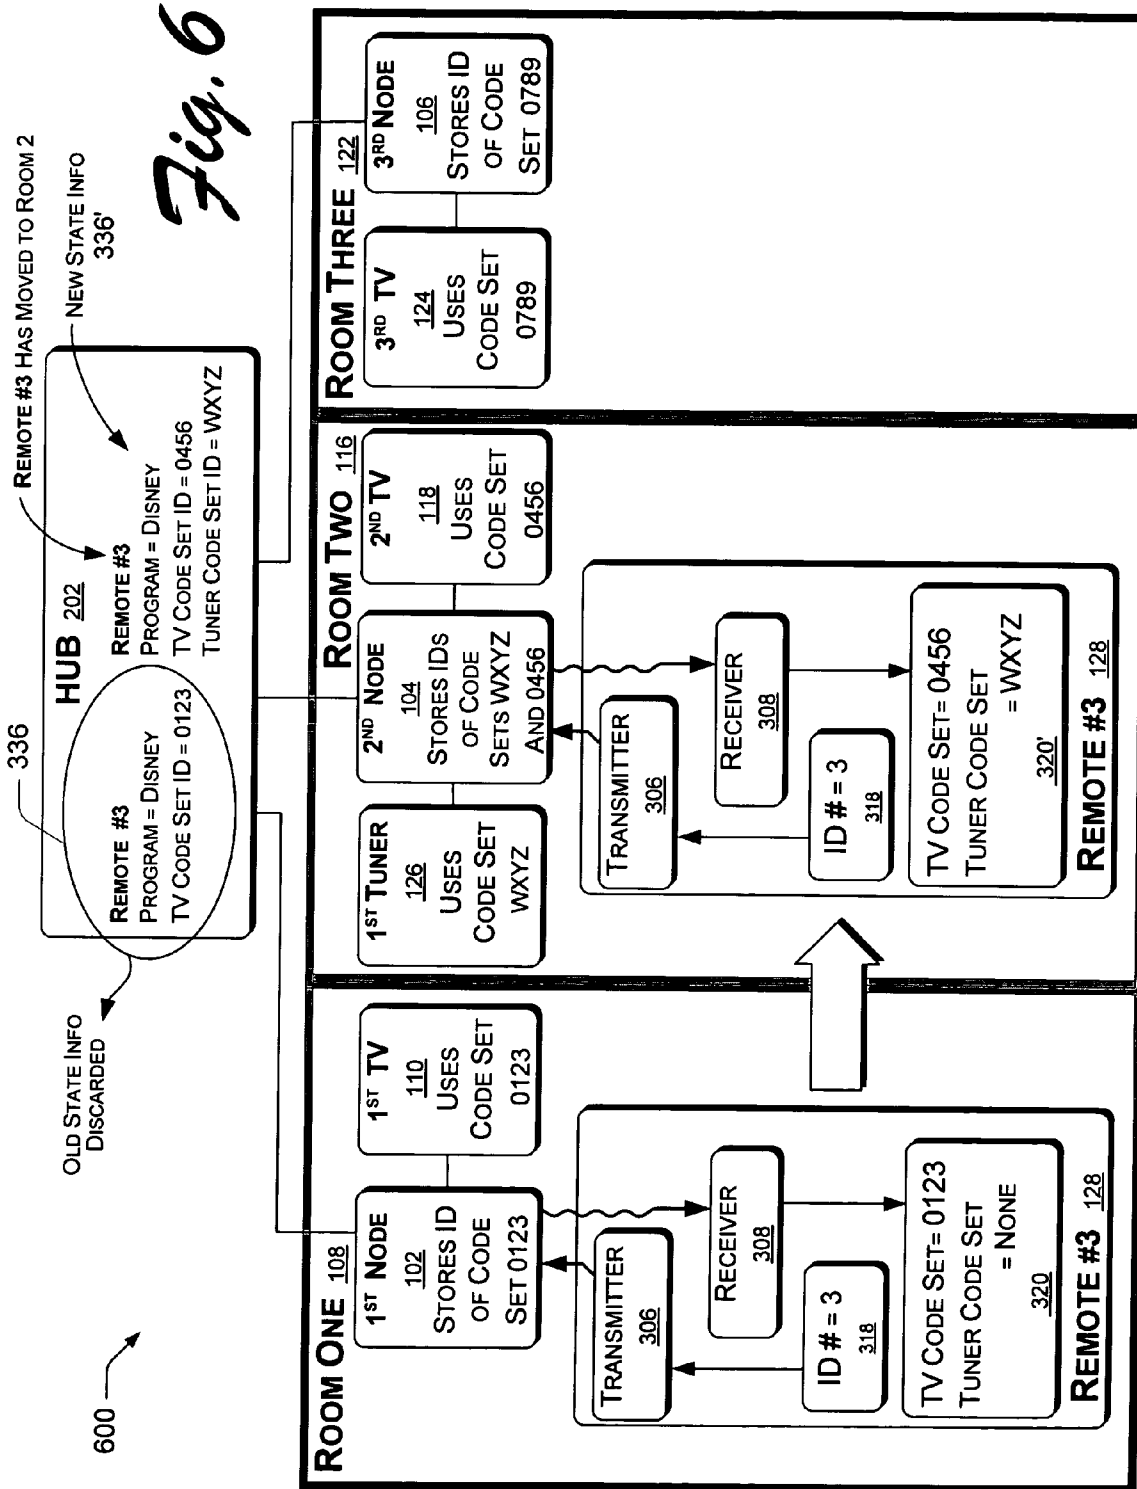 600
OLD STATE INFO
DISCARDED
336
REMOTE #3 HAS MOVED TO ROOM 2
NEW STATE INFO
336'
Fig. 6
HUB 202
REMOTE #3
PROGRAM = DISNEY
TV CODE SET ID = 0123
REMOTE #3
PROGRAM = DISNEY
TV CODE SET ID = 0456
TUNER CODE SET ID = WXYZ
ROOM ONE 108
1ST NODE
102
STORES ID
OF CODE
SET 0123
1ST TV
110
USES
CODE SET
0123
TRANSMITTER
306
RECEIVER
308
ID # = 3
318
TV CODE SET= 0123
TUNER CODE SET
= NONE
320
REMOTE #3 128
ROOM TWO 116
1ST TUNER
126
USES
CODE SET
WXYZ
2ND NODE
104
STORES IDS
OF CODE
SETS WXYZ
AND 0456
2ND TV
118
USES
CODE SET
0456
TRANSMITTER
306
RECEIVER
308
ID # = 3
318
TV CODE SET= 0456
TUNER CODE SET
= WXYZ
320'
REMOTE #3 128
ROOM THREE 122
3RD TV
124
USES
CODE SET
0789
3RD NODE
106
STORES ID
OF CODE
SET 0789